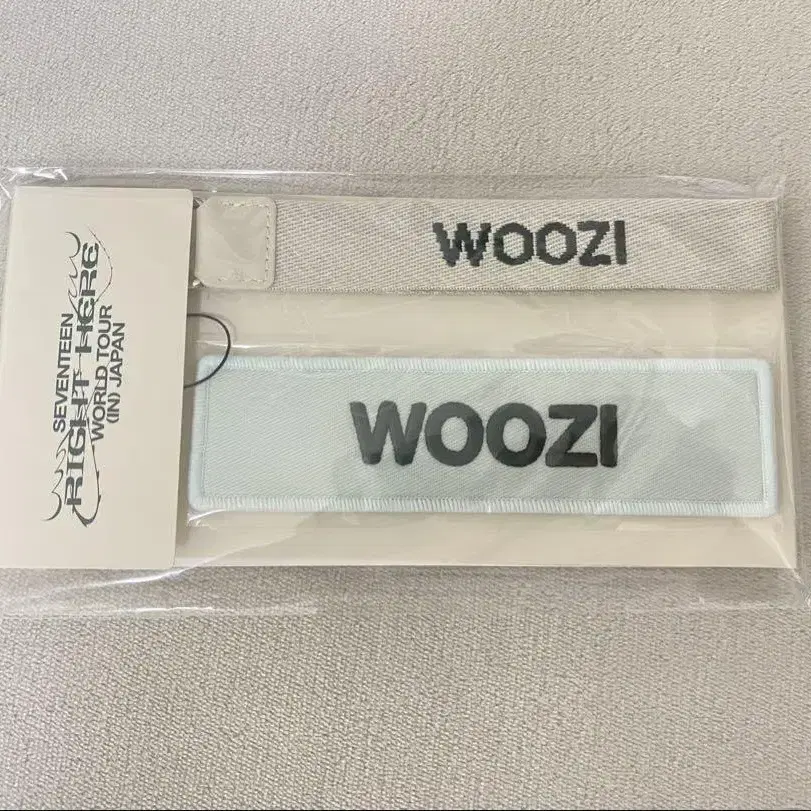 SEVENTEEN
RIGHT HERE
WORLD TOUR
(IN) JAPAN
WOOZI
WOOZI